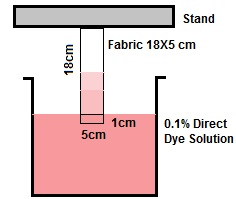 Stand
Fabric 18X5 cm
18cm
1cm
5cm
0.1% Direct
Dye Solution